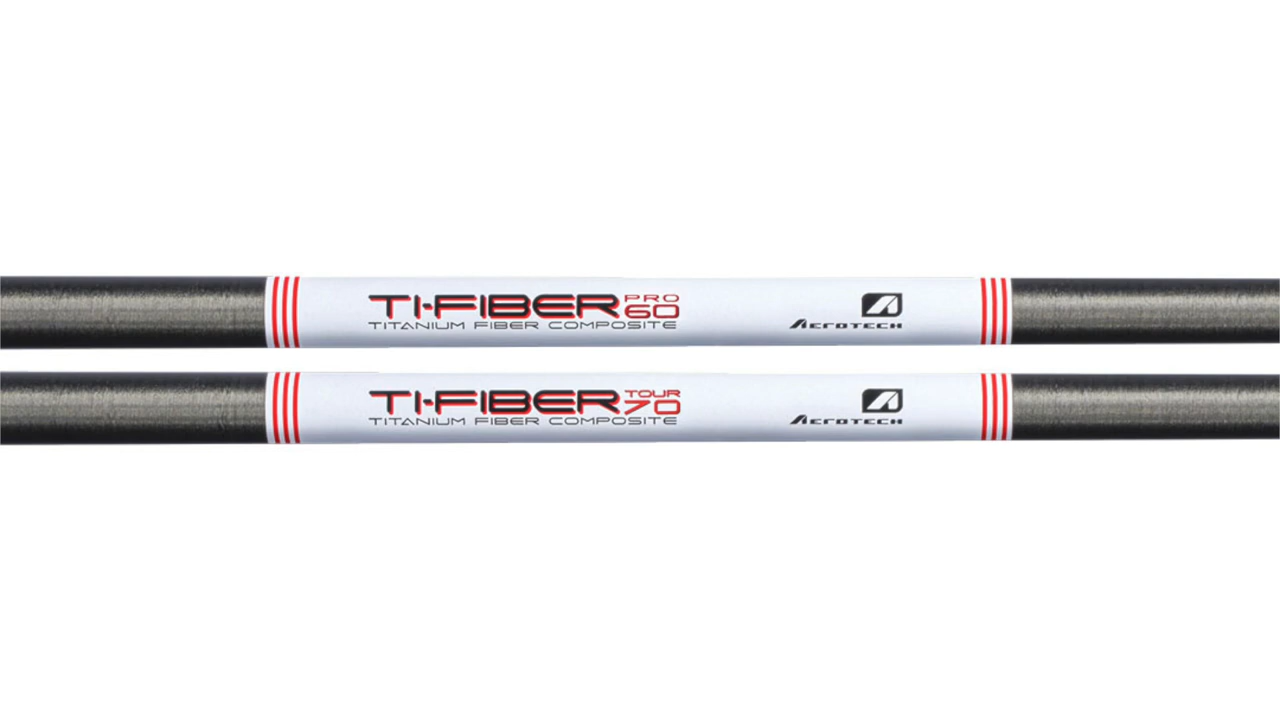 TI-FIBER PRO 60
TITANIUM FIBER COMPOSITE
AEROTECH
TI-FIBER TOUR 70
TITANIUM FIBER COMPOSITE
AEROTECH